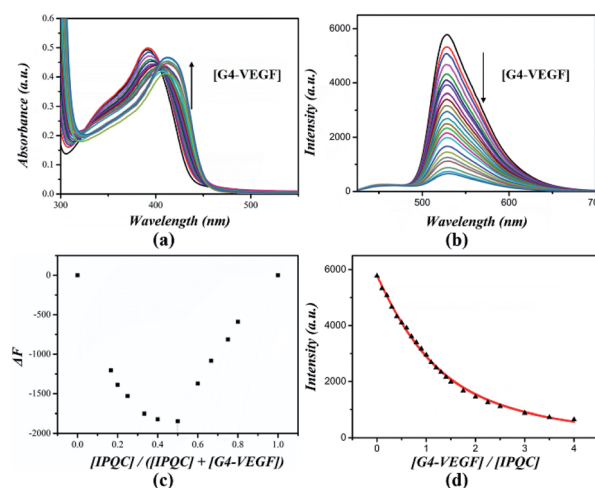 0.6
0.5
0.4
0.3
0.2
0.1
0.0
Absorbance (a.u.)
[G4-VEGF]
300 400 500
Wavelength (nm)
(a)
6000
4000
2000
0
Intensity (a.u.)
[G4-VEGF]
500 600 700
Wavelength (nm)
(b)
0
-500
-1000
-1500
-2000
ΔF
0.0 0.2 0.4 0.6 0.8 1.0
[IPQC] / ([IPQC] + [G4-VEGF])
(c)
6000
4000
2000
0
Intensity (a.u.)
0 1 2 3 4
[G4-VEGF] / [IPQC]
(d)